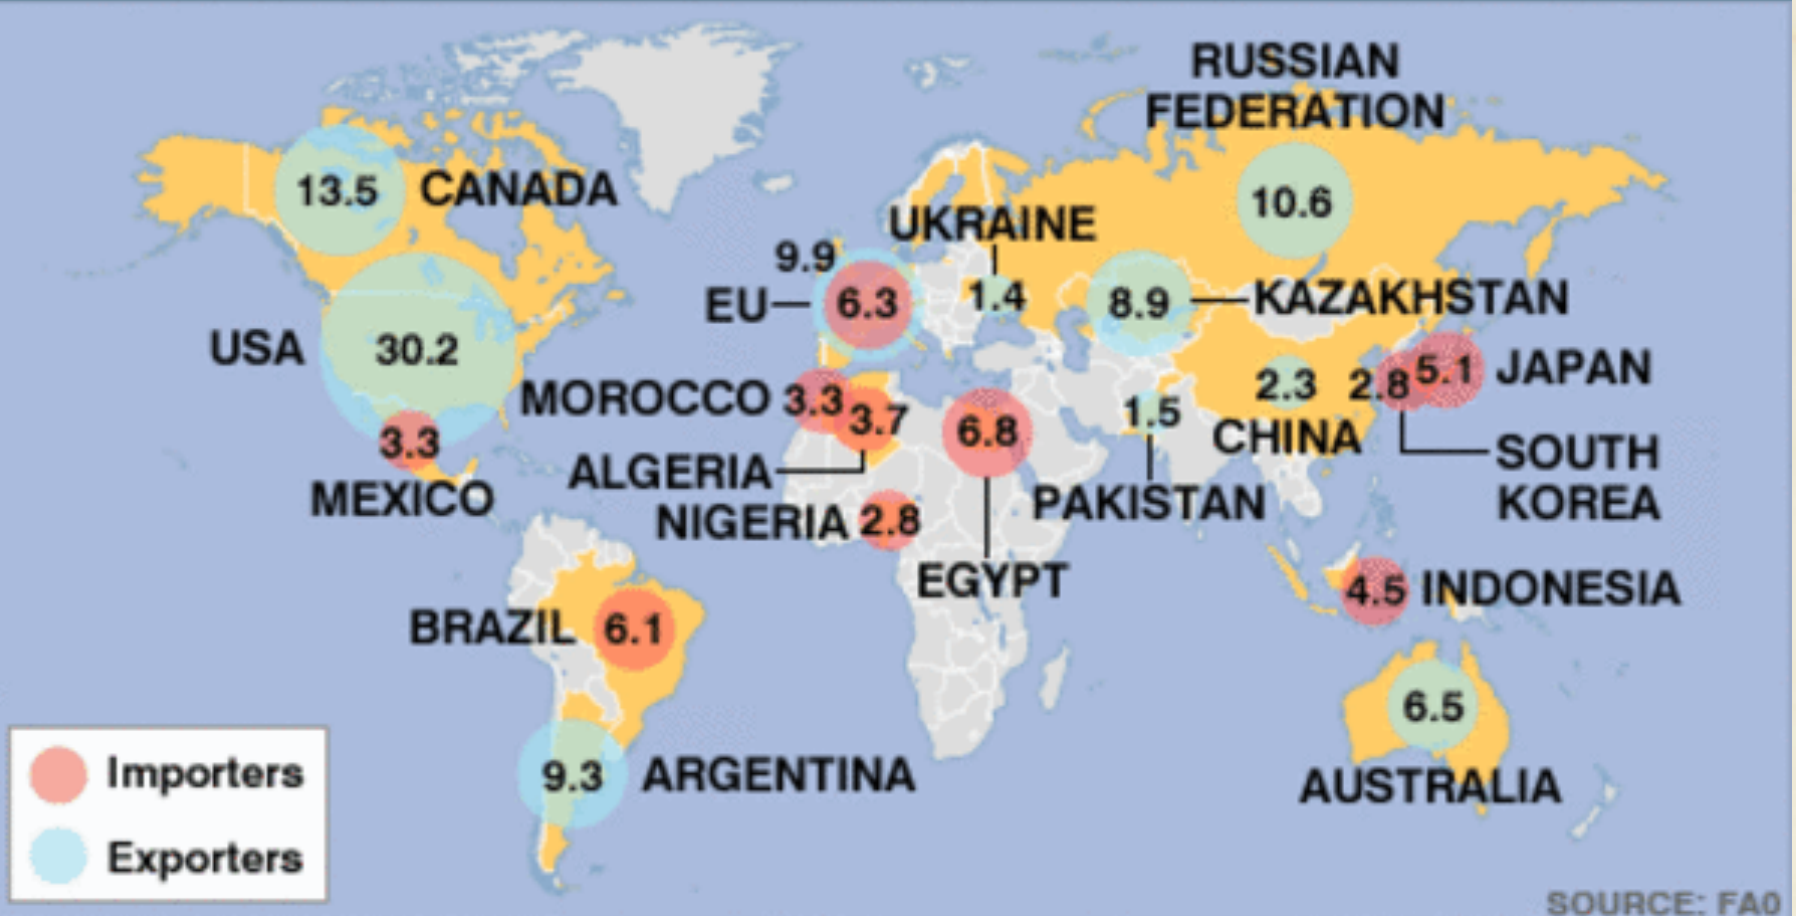 RUSSIAN
FEDERATION
10.6
13.5 CANADA
UKRAINE
1.4
9.9
EU 6.3
8.9 KAZAKHSTAN
USA 30.2
MOROCCO 3.3
3.7
2.3
CHINA
2.8
5.1 JAPAN
1.5
PAKISTAN
6.8
EGYPT
3.3
MEXICO
ALGERIA
NIGERIA 2.8
SOUTH
KOREA
4.5 INDONESIA
BRAZIL 6.1
6.5
AUSTRALIA
9.3 ARGENTINA
Importers
Exporters
SOURCE: FAO